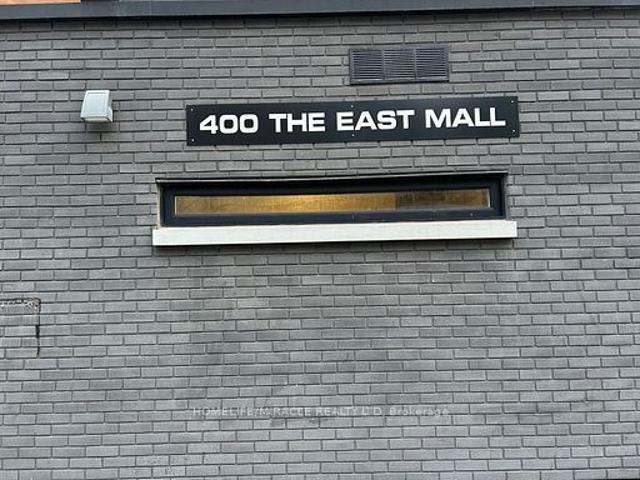 400 THE EAST MALL
HOMELIFE/MIRACLE REALTY LTD, Brokerage